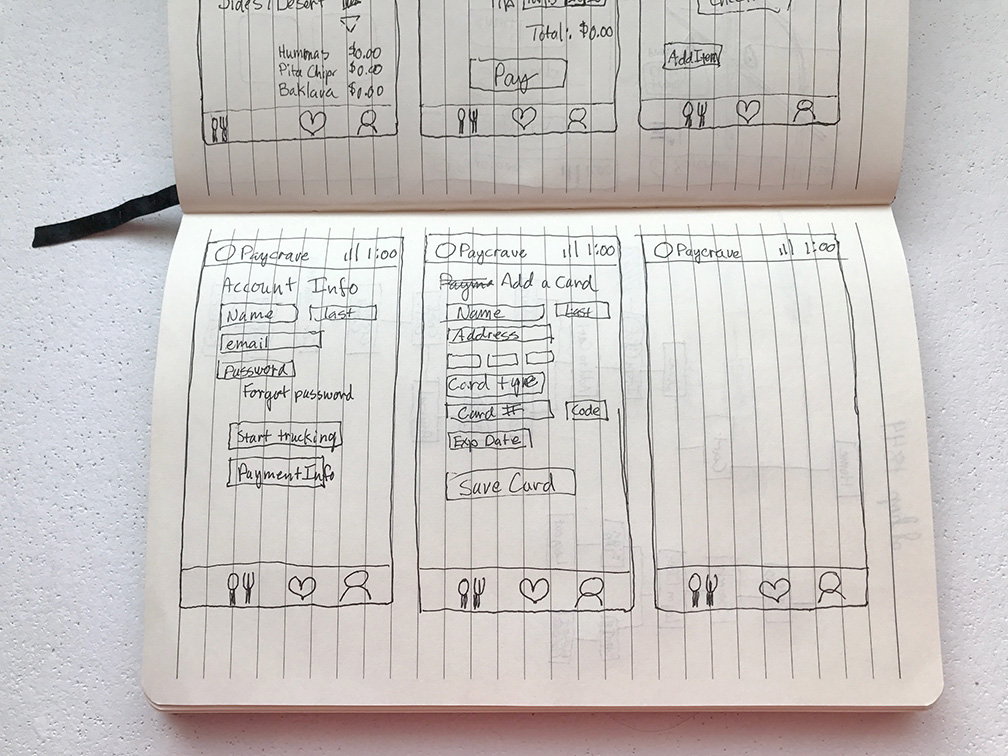 Sides / Desert
Hummas $0.00
Pita Chips $0.00
Baklava $0.00
Total: $0.00
Pay
Add Item
Paycrave 1:00
Account Info
Name last
email
Password
Forgot password
Start trucking
Payment Info
Paycrave 1:00
Payme Add a Card
Name Last
Address
Card type
Card # Code
Exp Date
Save Card
Paycrave 1:00